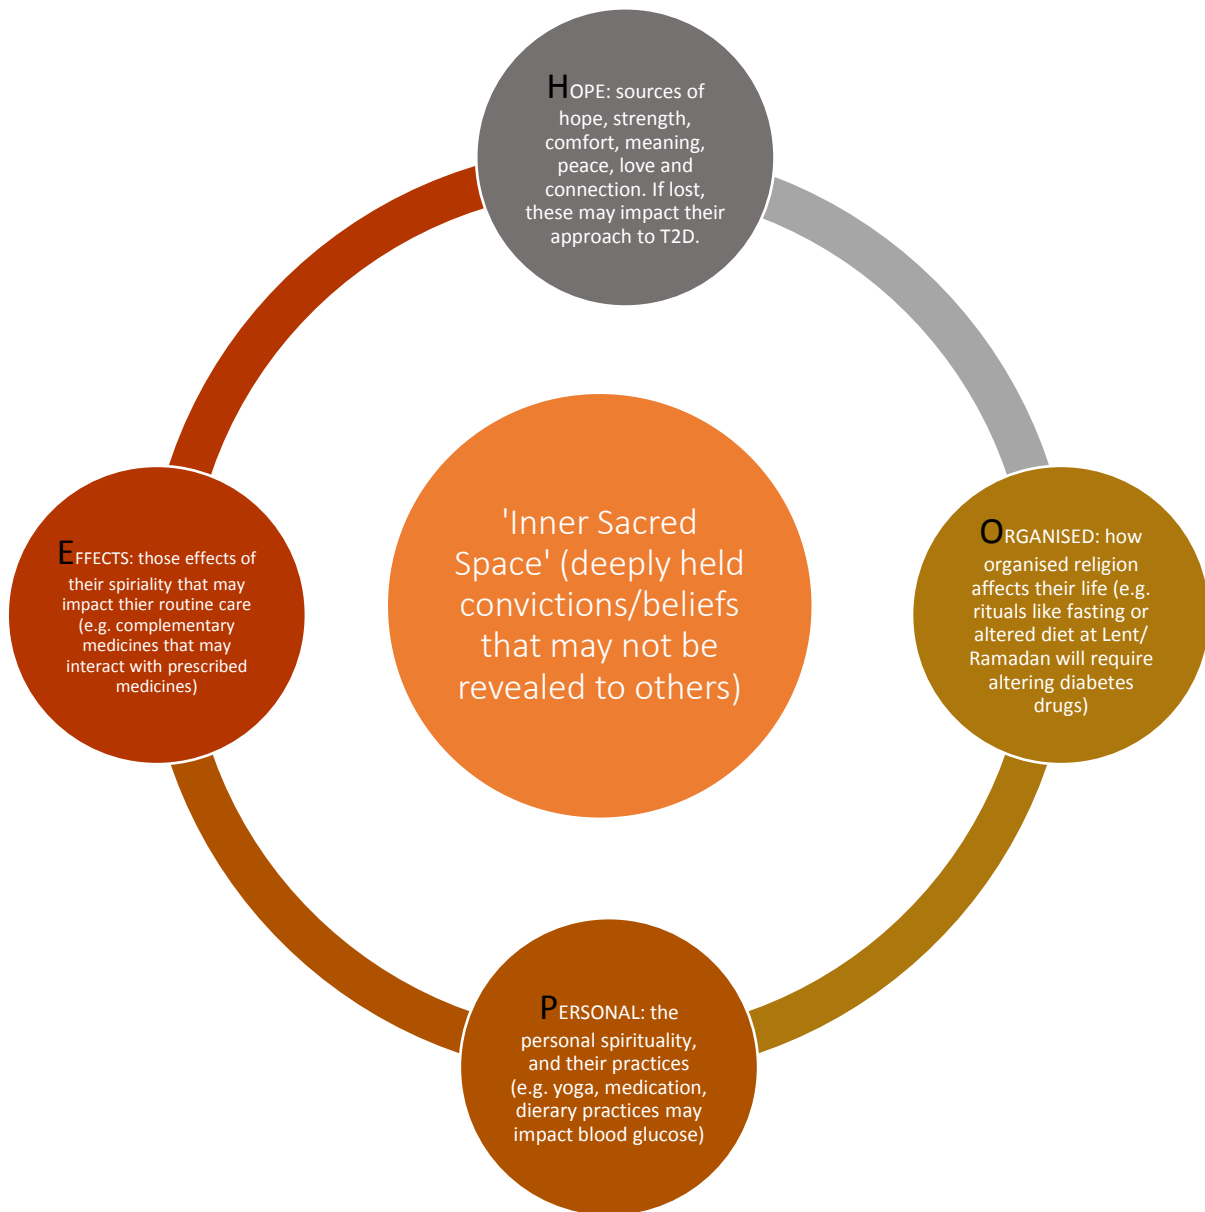 HOPE: sources of
hope, strength,
comfort, meaning,
peace, love and
connection. If lost,
these may impact their
approach to T2D.
'Inner Sacred
Space' (deeply held
convictions/beliefs
that may not be
revealed to others)
EFFECTS: those effects of
their spiriality that may
impact thier routine care
(e.g. complementary
medicines that may
interact with prescribed
medicines)
ORGANISED: how
organised religion
affects their life (e.g.
rituals like fasting or
altered diet at Lent/
Ramadan will require
altering diabetes
drugs)
PERSONAL: the
personal spirituality,
and their practices
(e.g. yoga, medication,
dierary practices may
impact blood glucose)